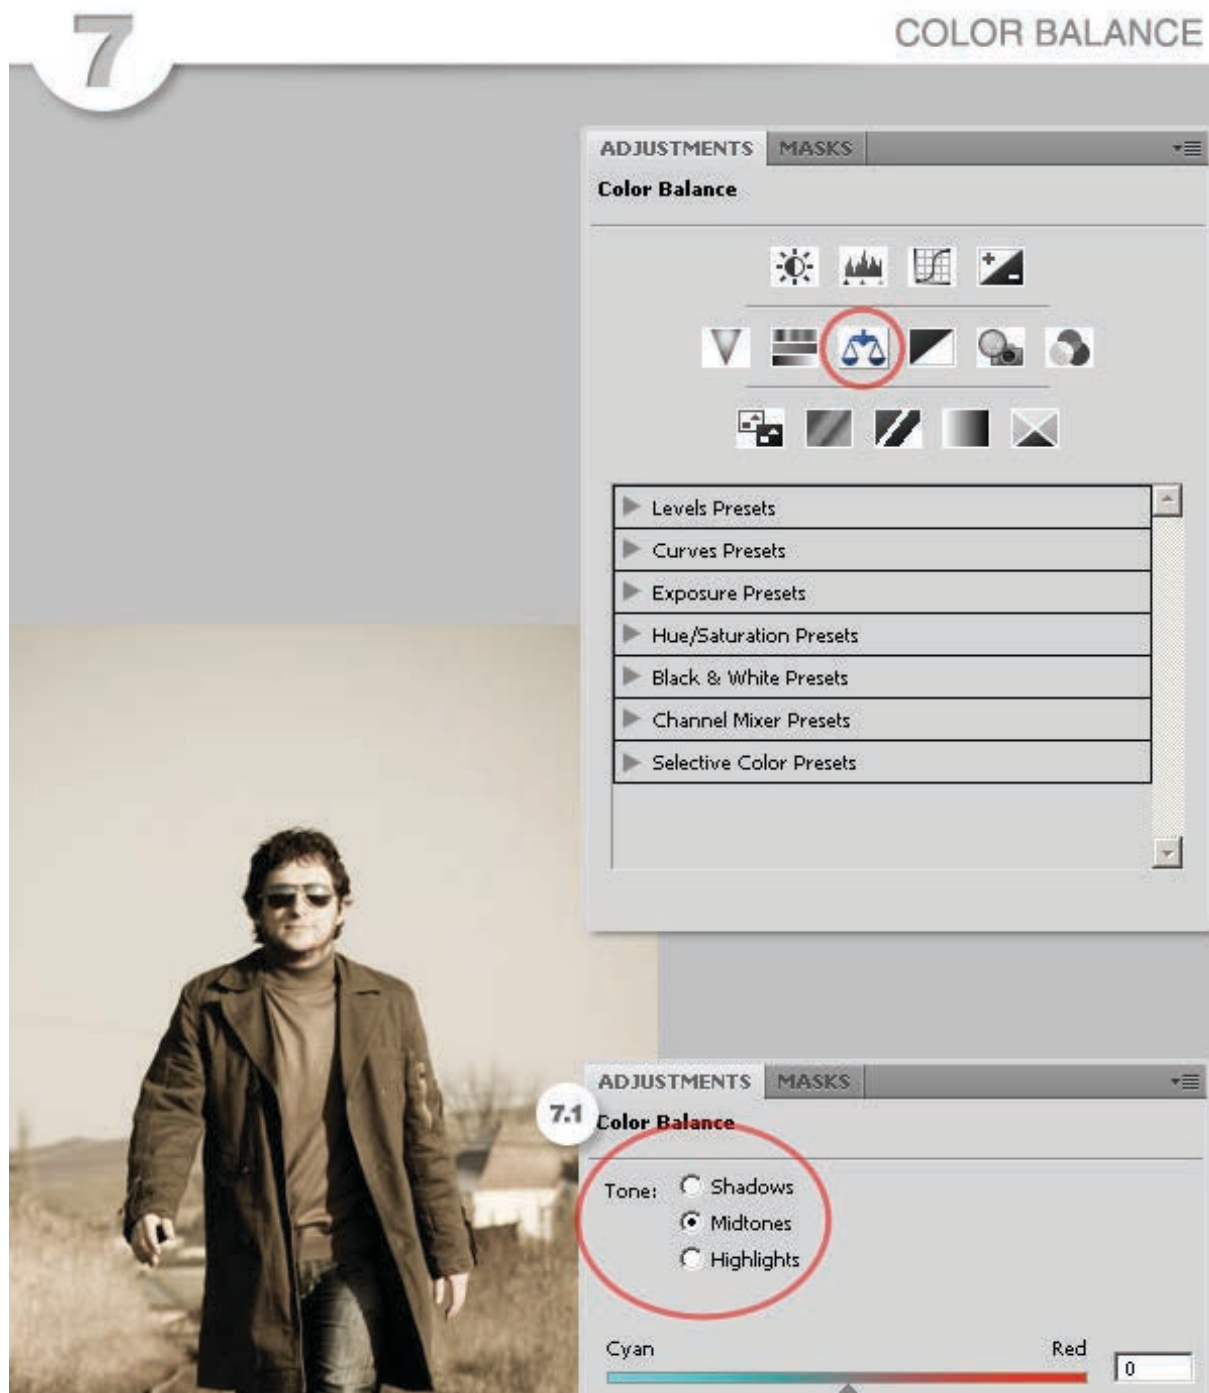 7
COLOR BALANCE
ADJUSTMENTS MASKS
Color Balance
Levels Presets
Curves Presets
Exposure Presets
Hue/Saturation Presets
Black & White Presets
Channel Mixer Presets
Selective Color Presets
ADJUSTMENTS MASKS
7.1
Color Balance
Tone: Shadows
Midtones
Highlights
Cyan Red
0